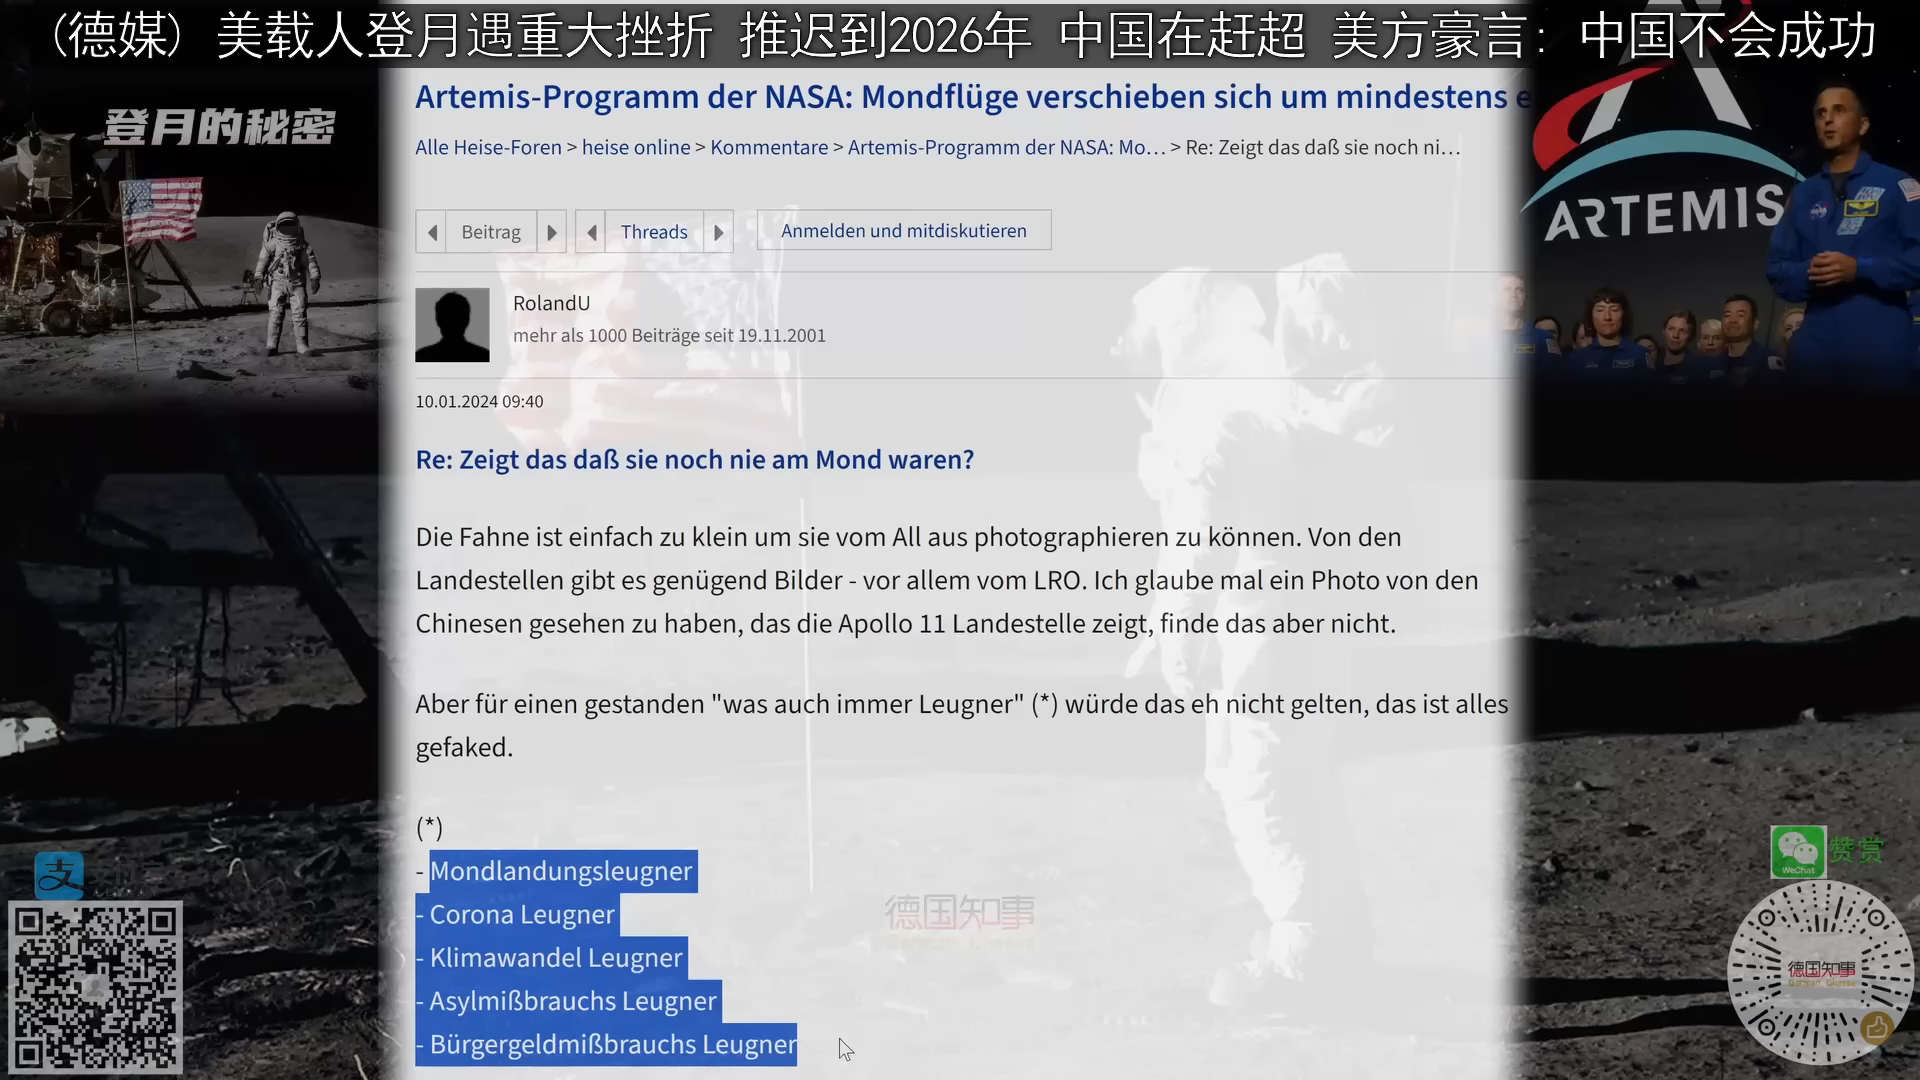 (德媒) 美载人登月遇重大挫折 推迟到2026年 中国在赶超 美方豪言: 中国不会成功
登月的秘密
Artemis-Programm der NASA: Mondflüge verschieben sich um mindestens
Alle Heise-Foren > heise online > Kommentare > Artemis-Programm der NASA: Mo… > Re: Zeigt das daß sie noch ni…
Beitrag
Threads
Anmelden und mitdiskutieren
ARTEMIS
RolandU
mehr als 1000 Beiträge seit 19.11.2001
10.01.2024 09:40
Re: Zeigt das daß sie noch nie am Mond waren?
Die Fahne ist einfach zu klein um sie vom All aus photographieren zu können. Von den
Landestellen gibt es genügend Bilder - vor allem vom LRO. Ich glaube mal ein Photo von den
Chinesen gesehen zu haben, das die Apollo 11 Landestelle zeigt, finde das aber nicht.
Aber für einen gestanden "was auch immer Leugner" (*) würde das eh nicht gelten, das ist alles
gefaked.
(*)
- Mondlandungsleugner
- Corona Leugner
- Klimawandel Leugner
- Asylmißbrauchs Leugner
- Bürgergeldmißbrauchs Leugner
支
德国知事
WeChat
赞赏
德国知事